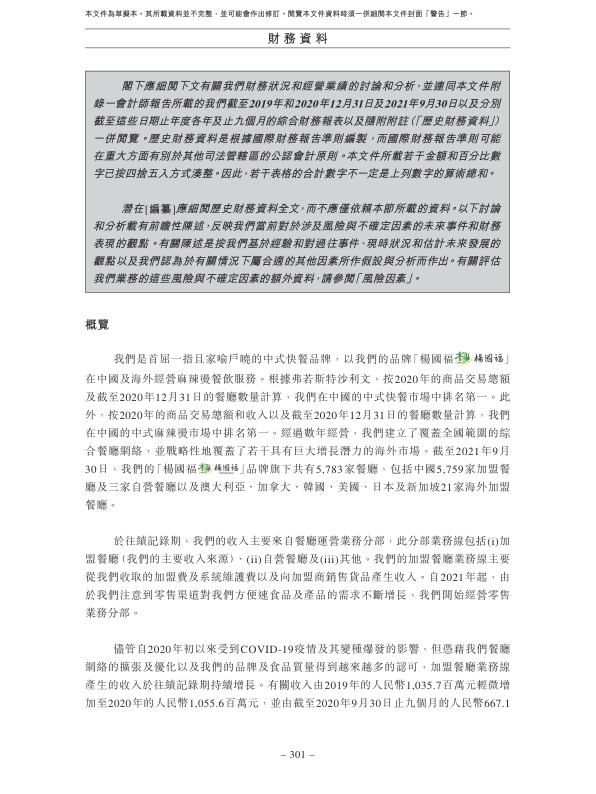 本文件為草擬本。其所載資料並不完整，並可能會作出修訂。閱覽本文件資料時須一併細閱本文件封面「警告」一節。
財務資料
閣下應細閱下文有關我們財務狀況和經營業績的討論和分析，並連同本文件附
錄一會計師報告所載的我們截至2019年和2020年12月31日及2021年9月30日以及分別
截至這些日期止年度各年及止九個月的綜合財務報表以及隨附附註（「歷史財務資料」）
一併閱覽。歷史財務資料是根據國際財務報告準則編製，而國際財務報告準則可能
在重大方面有別於其他司法管轄區的公認會計原則。本文件所載若干金額和百分比數
字已按四捨五入方式湊整。因此，若干表格的合計數字不一定是上列數字的算術總和。
潛在[編纂]應細閱歷史財務資料全文，而不應僅依賴本節所載的資料。以下討論
和分析載有前瞻性陳述，反映我們當前對於涉及風險與不確定因素的未來事件和財務
表現的觀點。有關陳述是按我們基於經驗和對過往事件、現時狀況和估計未來發展的
觀點以及我們認為於有關情況下屬合適的其他因素所作假設與分析而作出。有關評估
我們業務的這些風險與不確定因素的額外資料，請參閱「風險因素」。
概覽
我們是首屈一指且家喻戶曉的中式快餐品牌，以我們的品牌「楊國福 楊國福」
在中國及海外經營麻辣燙餐飲服務。根據弗若斯特沙利文，按2020年的商品交易總額
及截至2020年12月31日的餐廳數量計算，我們在中國的中式快餐市場中排名第一。此
外，按2020年的商品交易總額和收入以及截至2020年12月31日的餐廳數量計算，我們
在中國的中式麻辣燙市場中排名第一。經過數年經營，我們建立了覆蓋全國範圍的綜
合餐廳網絡，並戰略性地覆蓋了若干具有巨大增長潛力的海外市場。截至2021年9月
30日，我們的「楊國福 楊國福」品牌旗下共有5,783家餐廳，包括中國5,759家加盟餐
廳及三家自營餐廳以及澳大利亞、加拿大、韓國、美國、日本及新加坡21家海外加盟
餐廳。
於往績記錄期，我們的收入主要來自餐廳運營業務分部，此分部業務線包括(i)加
盟餐廳（我們的主要收入來源）、(ii)自營餐廳及(iii)其他。我們的加盟餐廳業務線主要
從我們收取的加盟費及系統維護費以及向加盟商銷售貨品產生收入。自2021年起，由
於我們注意到零售渠道對我們方便速食品及產品的需求不斷增長，我們開始經營零售
業務分部。
儘管自2020年初以來受到COVID-19疫情及其變種爆發的影響，但憑藉我們餐廳
網絡的擴張及優化以及我們的品牌及食品質量得到越來越多的認可，加盟餐廳業務線
產生的收入於往績記錄期持續增長。有關收入由2019年的人民幣1,035.7百萬元輕微增
加至2020年的人民幣1,055.6百萬元，並由截至2020年9月30日止九個月的人民幣667.1
– 301 –